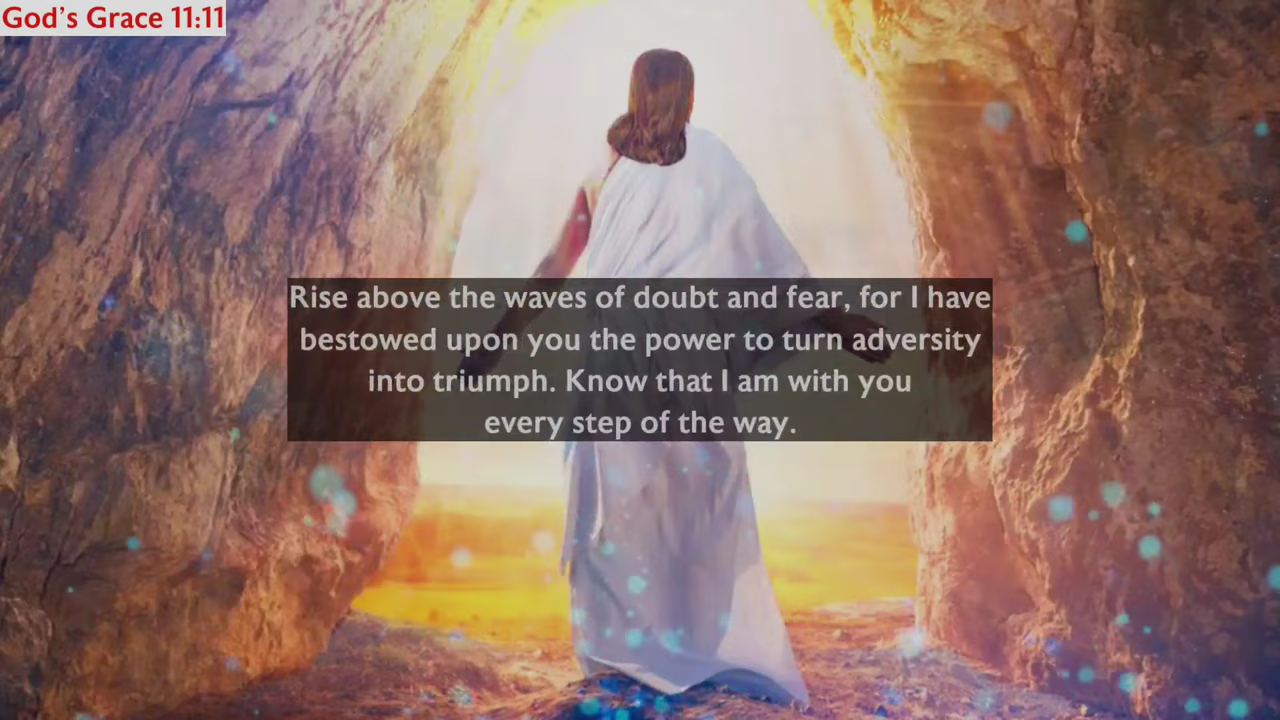 God's Grace 11:11
Rise above the waves of doubt and fear, for I have
bestowed upon you the power to turn adversity
into triumph. Know that I am with you
every step of the way.